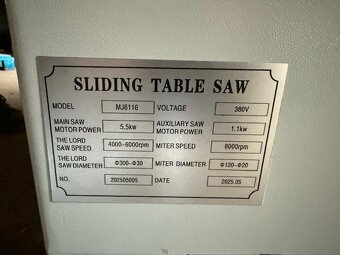 SLIDING TABLE SAW
MODEL MJ6116 VOLTAGE 380V
MAIN SAW MOTOR POWER 5.5kw AUXILIARY SAW MOTOR POWER 1.1kw
THE LORD SAW SPEED 4000-6000rpm MITER SPEED 8000rpm
THE LORD SAW DIAMETER Φ300-Φ30 MITER DIAMETER Φ120-Φ20
NO. 202505005 DATE 2025.05